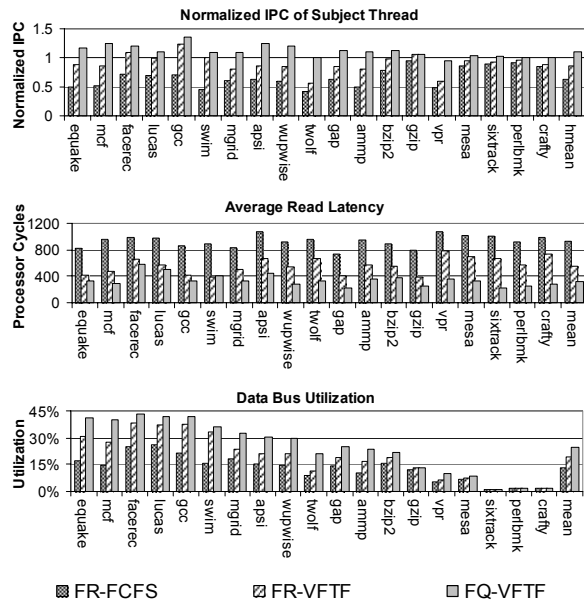 Normalized IPC of Subject Thread
Normalized IPC
1.5
1
0.5
0
equake
mcf
facerec
lucas
gcc
swim
mgrid
apsi
wupwise
twolf
gap
ammp
bzip2
gzip
vpr
mesa
sixtrack
perlbmk
crafty
hmean
Average Read Latency
Processor Cycles
1200
800
400
0
equake
mcf
facerec
lucas
gcc
swim
mgrid
apsi
wupwise
twolf
gap
ammp
bzip2
gzip
vpr
mesa
sixtrack
perlbmk
crafty
mean
Data Bus Utilization
Utilization
45%
30%
15%
0%
equake
mcf
facerec
lucas
gcc
swim
mgrid
apsi
wupwise
twolf
gap
ammp
bzip2
gzip
vpr
mesa
sixtrack
perlbmk
crafty
mean
FR-FCFS FR-VFTF FQ-VFTF